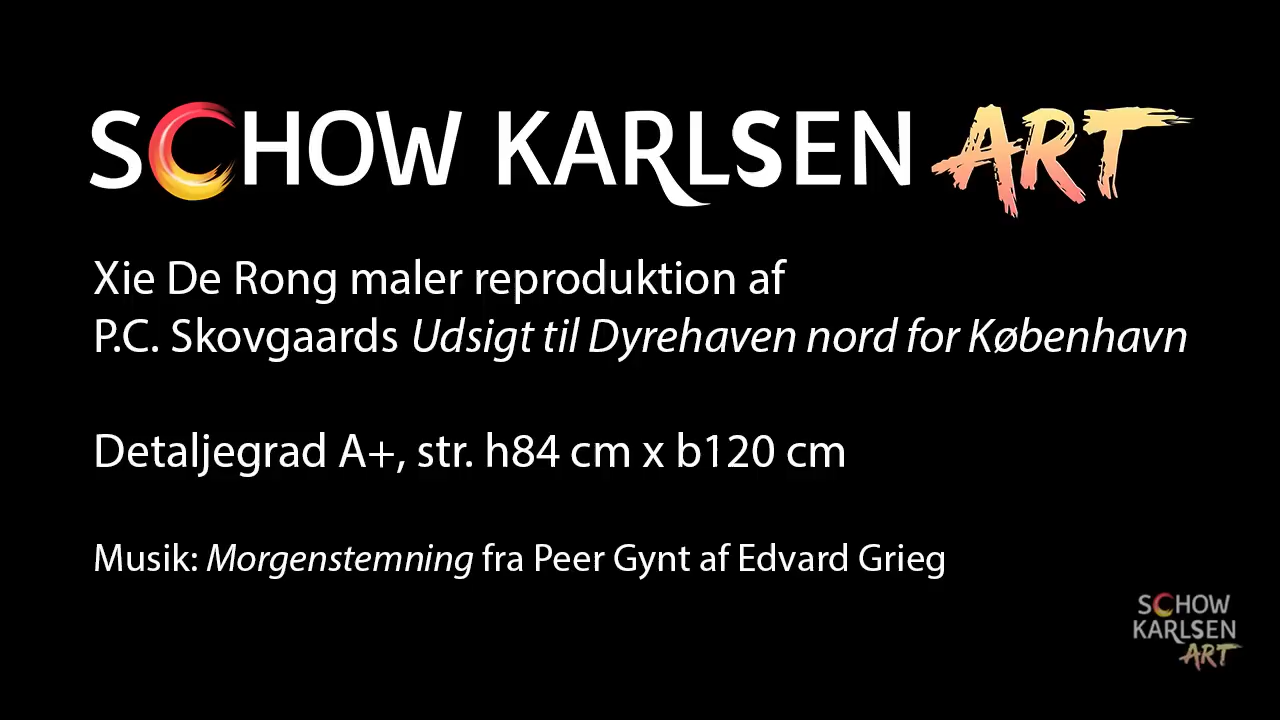 SCHOW KARLSEN ART
Xie De Rong maler reproduktion af
P.C. Skovgaards Udsigt til Dyrehaven nord for København
Detaljegrad A+, str. h84 cm x b120 cm
Musik: Morgenstemning fra Peer Gynt af Edvard Grieg
SCHOW
KARLSEN
ART